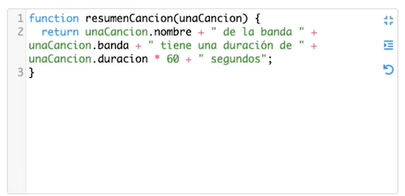 1 function resumenCancion(unaCancion) {
2   return unaCancion.nombre + " de la banda " +
unaCancion.banda + " tiene una duración de " +
unaCancion.duracion * 60 + " segundos";
3 }